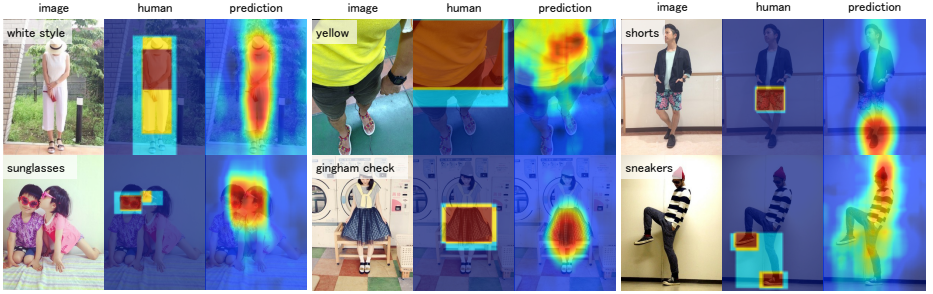 image human prediction image human prediction image human prediction
white style yellow shorts
sunglasses gingham check sneakers